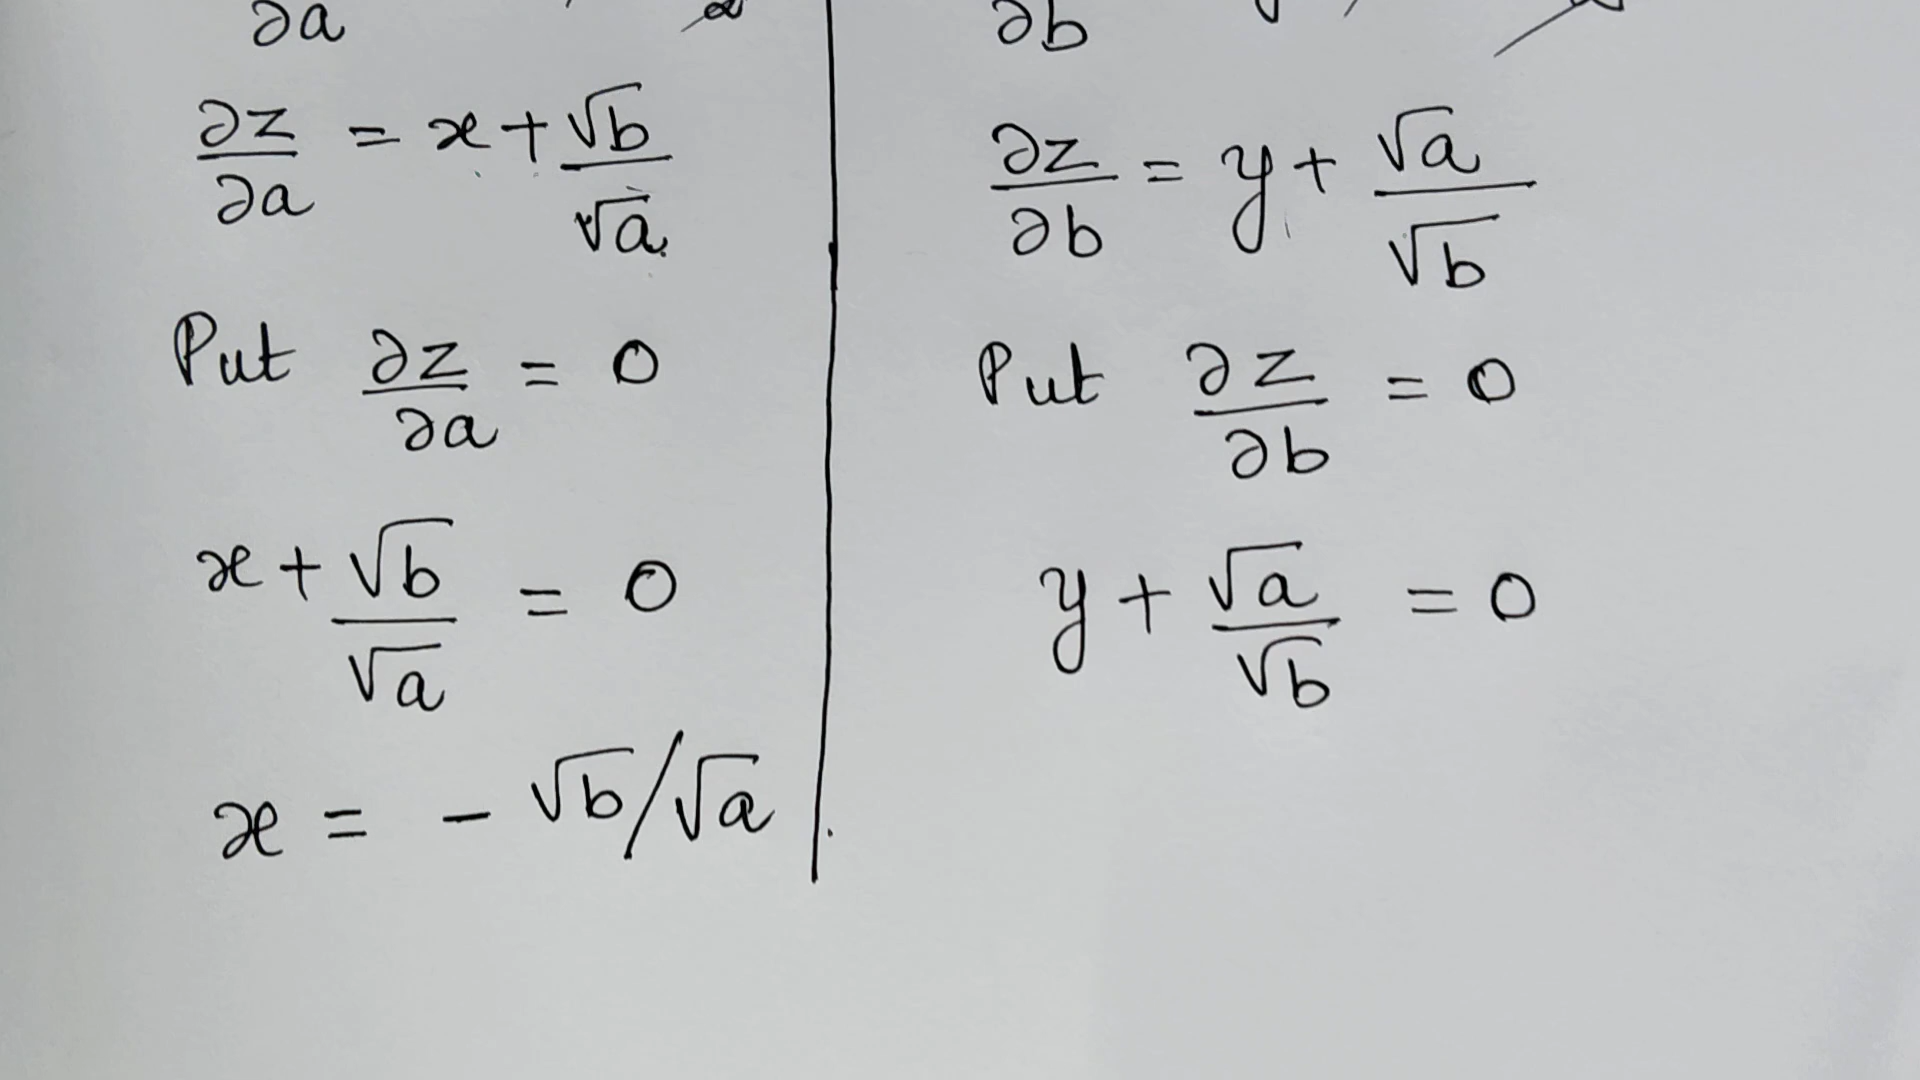 ∂a
∂z/∂a = x + √b/√a
Put ∂z/∂a = 0
x + √b/√a = 0
x = - √b/√a
∂b
∂z/∂b = y + √a/√b
Put ∂z/∂b = 0
y + √a/√b = 0